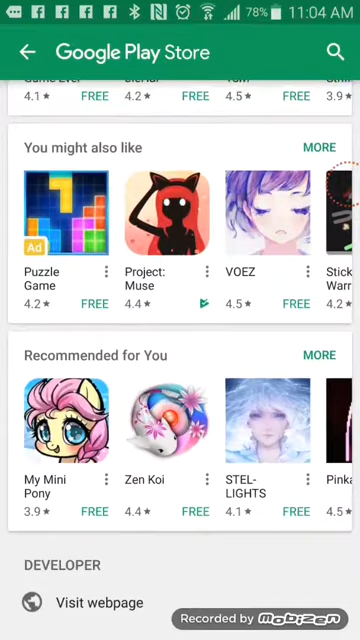 78% 11:04 AM
Google Play Store
4.1★ FREE 4.2★ FREE 4.5★ FREE 3.9★
You might also like MORE
Ad
Puzzle Game
Project: Muse
VOEZ
Stick Warr
4.2★ FREE 4.4★ 4.5★ FREE 4.2★
Recommended for You MORE
My Mini Pony
Zen Koi
STEL-LIGHTS
Pinka
3.9★ FREE 4.4★ FREE 4.1★ FREE 4.5★
DEVELOPER
Visit webpage
Recorded by MOBIZEN